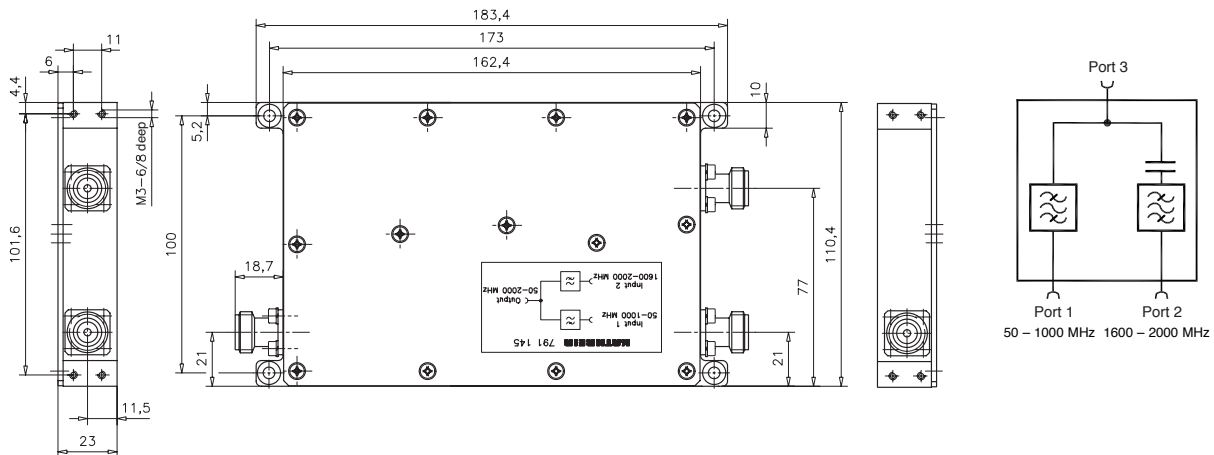 183,4
173
162,4
11
6
4,4
M3-6/8 deep
101,6
11,5
23
5,2
100
18,7
21
10
110,4
77
21
KATHREIN 791 145
Input 1
50-1000 MHz
Output
50-2000 MHz
Input 2
1600-2000 MHz
Port 3
Port 1
50 – 1000 MHz
Port 2
1600 – 2000 MHz